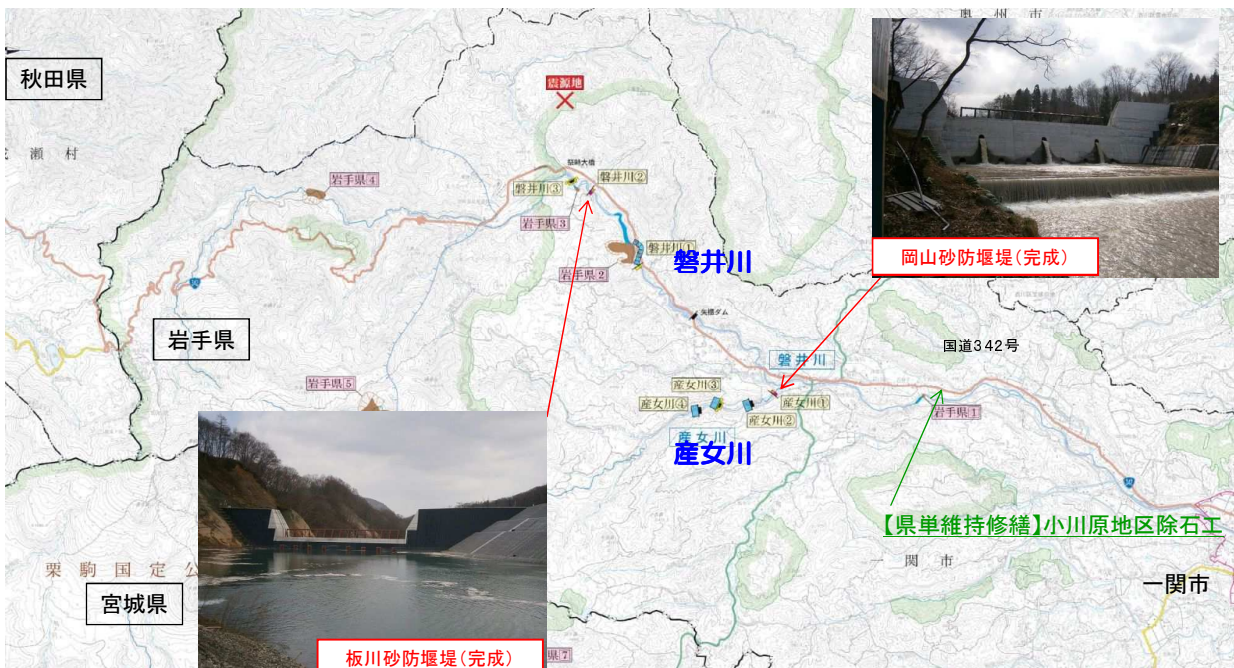 奥州市
秋田県
震源地
瀬村
祭畤大橋
岩手県④
磐井川③
磐井川②
岩手県③
磐井川①
磐井川
岩手県②
岡山砂防堰堤(完成)
矢櫃ダム
岩手県
国道342号
磐井川
産女川③
岩手県⑤
産女川④
産女川①
産女川②
岩手県①
産女川
産女川
【県単維持修繕】小川原地区除石工
一関市
栗駒国定公
一関市
宮城県
板川砂防堰堤(完成)
県⑦